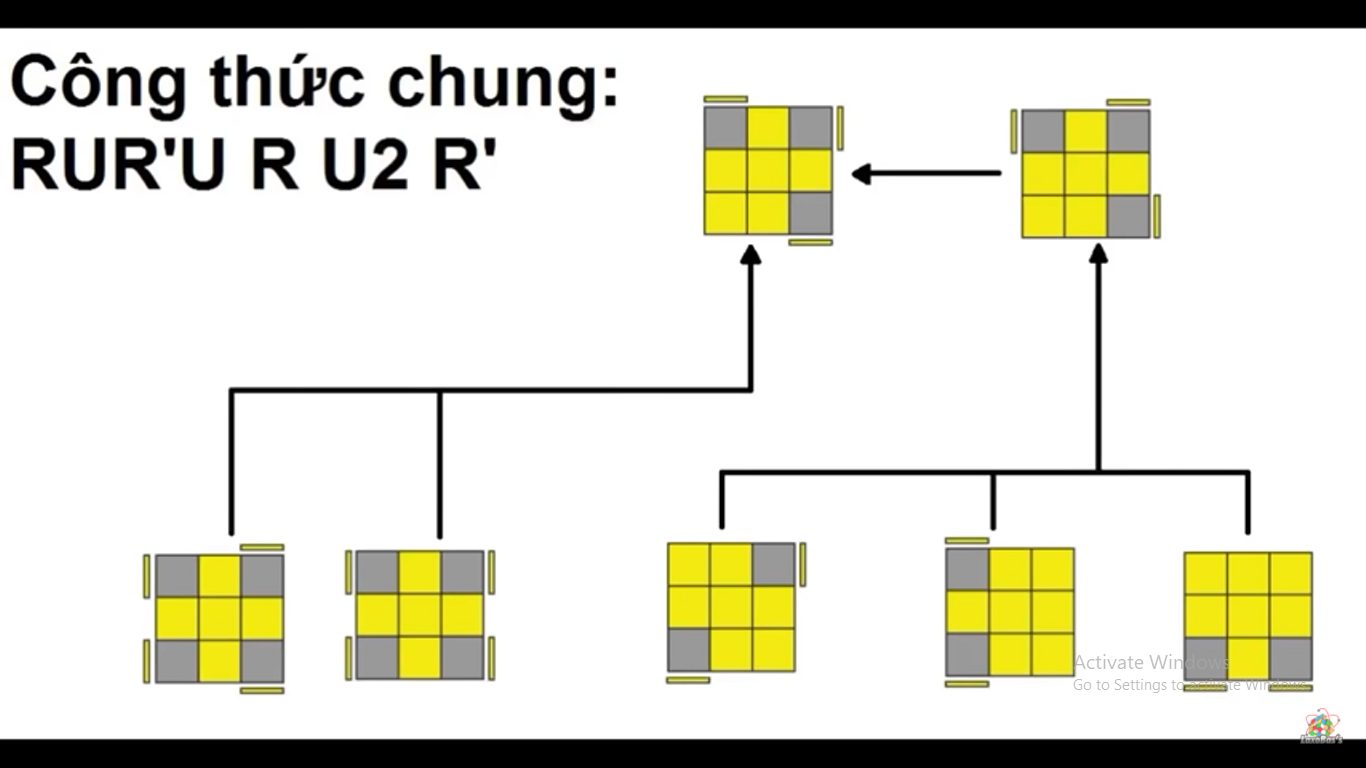 Công thức chung:
RUR'U R U2 R'
Activate Windows
Go to Settings to activate Windows.